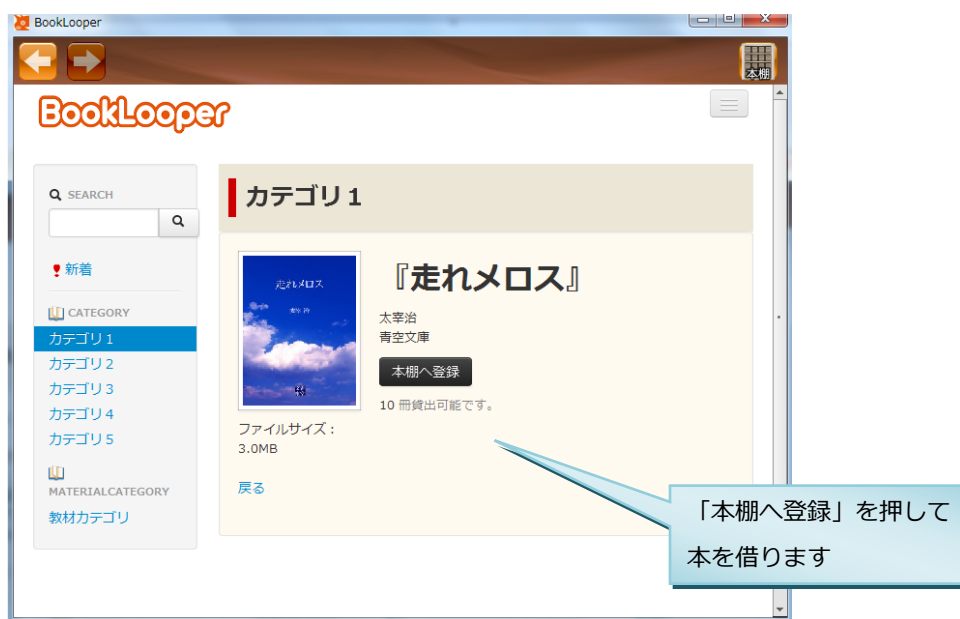 BookLooper
本棚
BookLooper
SEARCH
新着
CATEGORY
カテゴリ1
カテゴリ2
カテゴリ3
カテゴリ4
カテゴリ5
MATERIALCATEGORY
教材カテゴリ
カテゴリ1
走れメロス
太宰 治
『走れメロス』
太宰治
青空文庫
本棚へ登録
10 冊貸出可能です。
ファイルサイズ：
3.0MB
戻る
「本棚へ登録」を押して
本を借ります